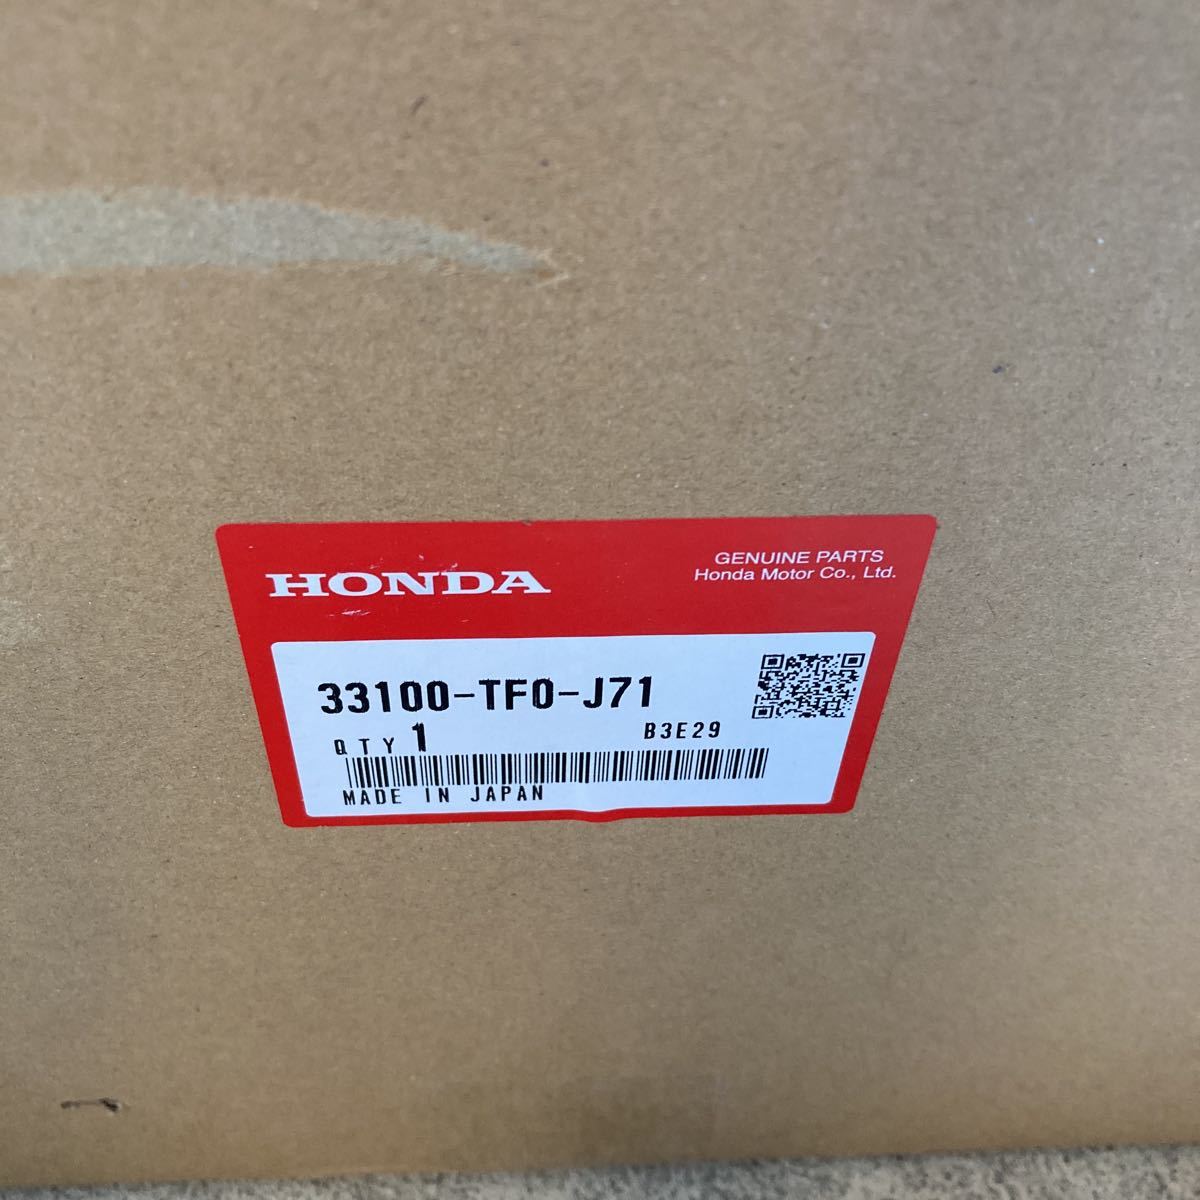 HONDA
GENUINE PARTS
Honda Motor Co., Ltd.
33100-TF0-J71
QTY 1
B3E29
MADE IN JAPAN